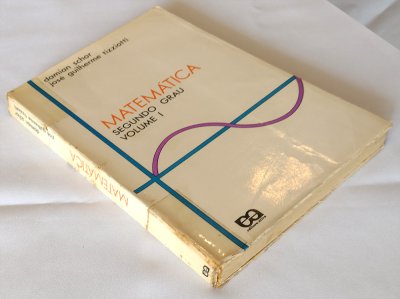 damian schor
josé guilherme tizziotti
MATEMÁTICA
SEGUNDO GRAU
VOLUME I
MATEMÁTICA